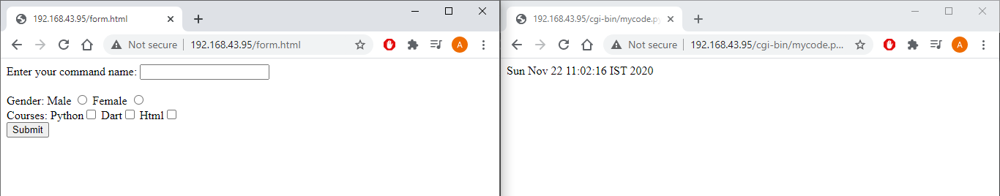 192.168.43.95/form.html
Not secure
192.168.43.95/form.html
A
Enter your command name:
Gender: Male Female
Courses: Python Dart Html
Submit
192.168.43.95/cgi-bin/mycode.py
Not secure
192.168.43.95/cgi-bin/mycode.p...
A
Sun Nov 22 11:02:16 IST 2020